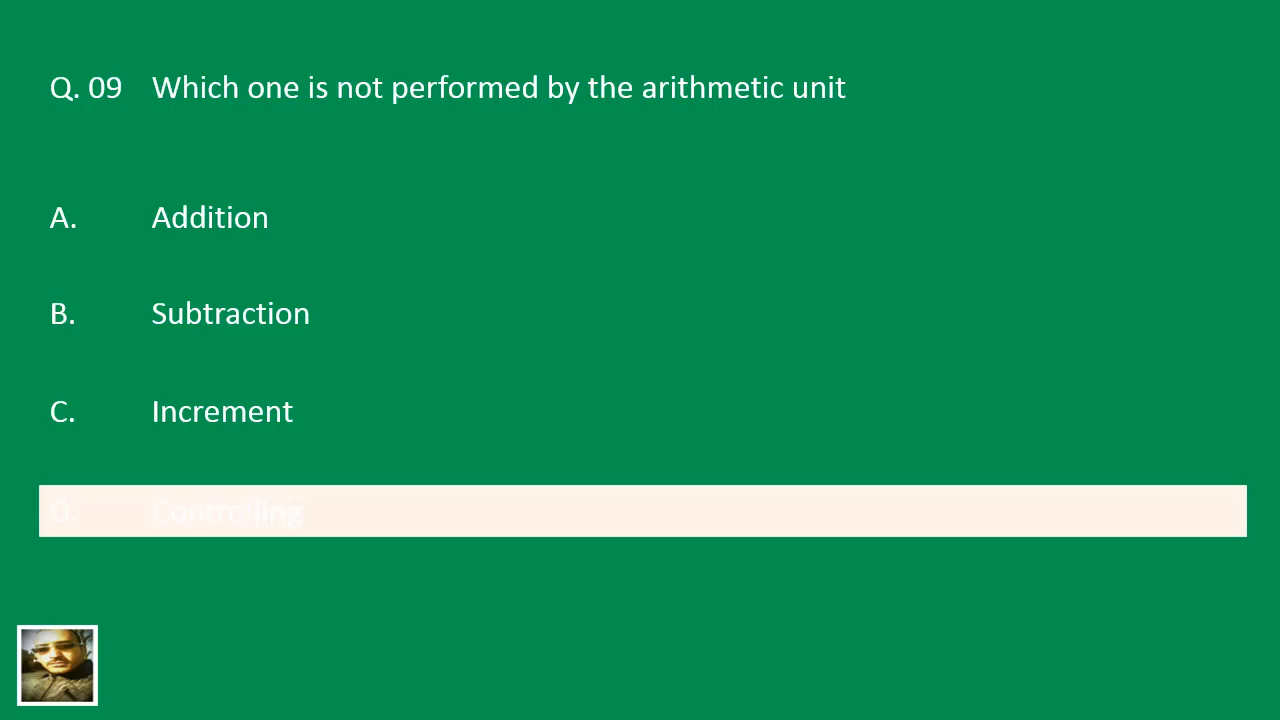 Q. 09 Which one is not performed by the arithmetic unit
A. Addition
B. Subtraction
C. Increment
D. Controlling